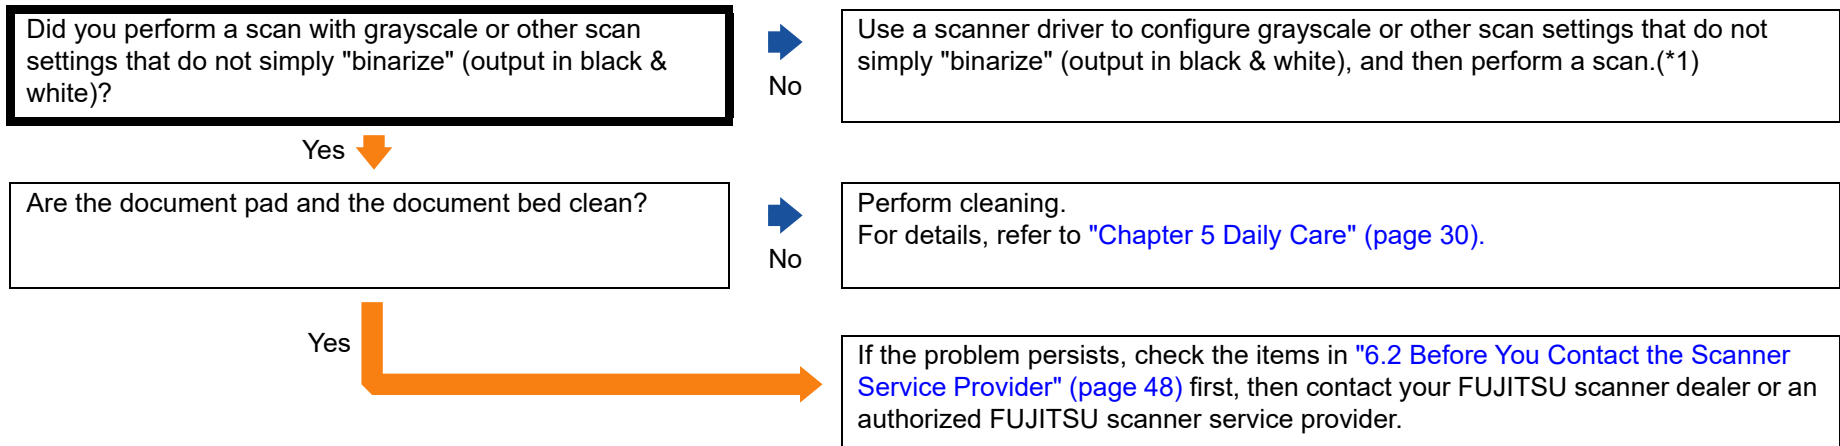 Did you perform a scan with grayscale or other scan
settings that do not simply "binarize" (output in black &
white)?
No
Use a scanner driver to configure grayscale or other scan settings that do not
simply "binarize" (output in black & white), and then perform a scan.(*1)
Yes
Are the document pad and the document bed clean?
No
Perform cleaning.
For details, refer to "Chapter 5 Daily Care" (page 30).
Yes
If the problem persists, check the items in "6.2 Before You Contact the Scanner
Service Provider" (page 48) first, then contact your FUJITSU scanner dealer or an
authorized FUJITSU scanner service provider.